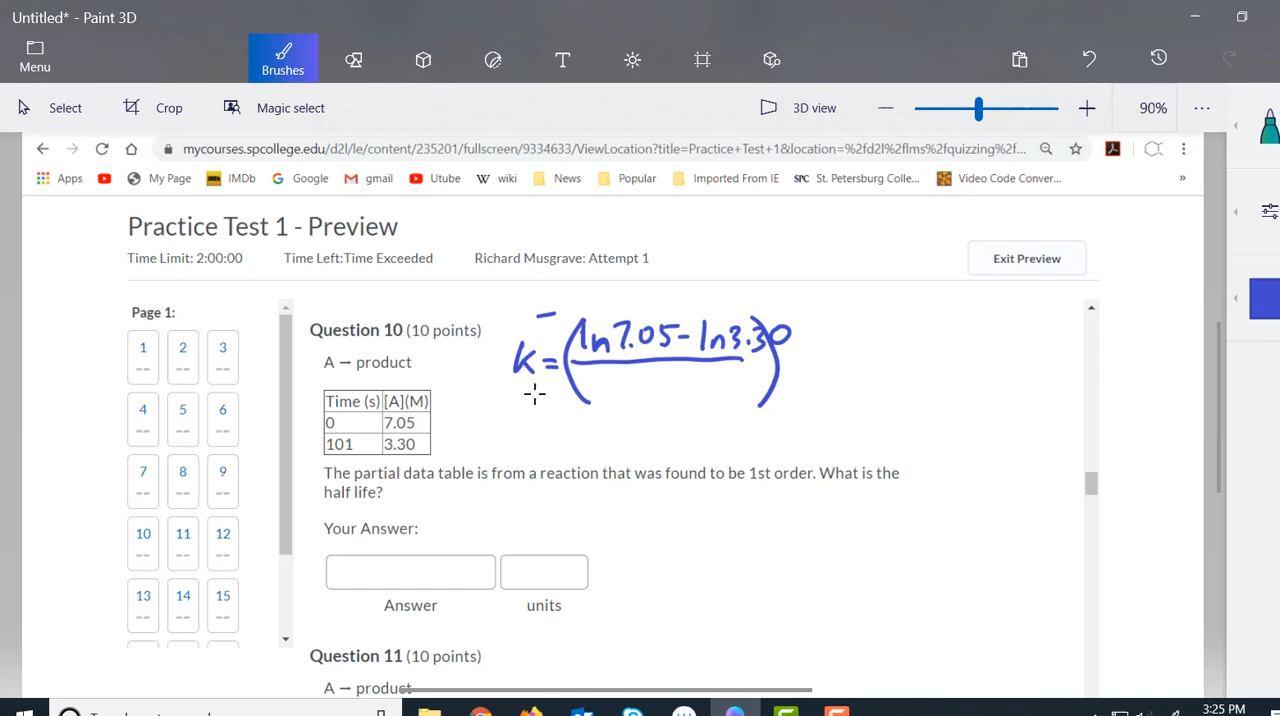 Untitled* - Paint 3D
Menu
Brushes
Select
Crop
Magic select
3D view
90%
mycourses.spcollege.edu/d2l/le/content/235201/fullscreen/9334633/ViewLocation?title=Practice+Test+1&location=%2fd2l%2flms%2fquizzing%2f...
Apps
My Page
IMDb
Google
gmail
Utube
wiki
News
Popular
Imported From IE
SPC St. Petersburg Colle...
Video Code Conver...
»
Practice Test 1 - Preview
Time Limit: 2:00:00 Time Left:Time Exceeded Richard Musgrave: Attempt 1
Exit Preview
Page 1:
1 2 3
-- -- --
4 5 6
-- -- --
7 8 9
-- -- --
10 11 12
-- -- --
13 14 15
-- -- --
Question 10 (10 points)
A → product
k = -(ln 7.05 - ln 3.30)
Time (s) [A](M)
0 7.05
101 3.30
The partial data table is from a reaction that was found to be 1st order. What is the
half life?
Your Answer:
Answer units
Question 11 (10 points)
A → product
3:25 PM